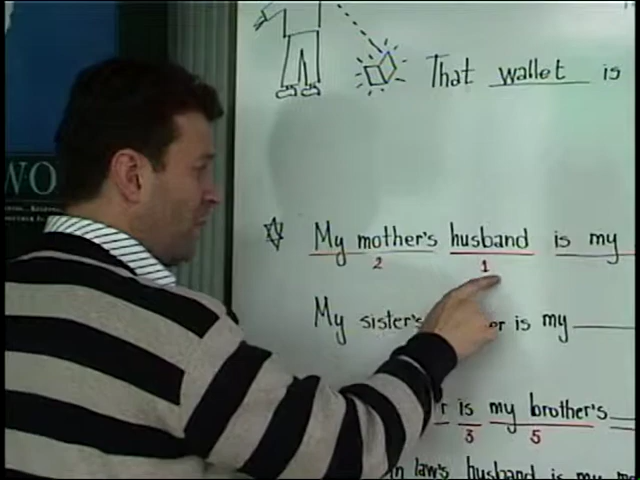 That wallet is
My mother's husband is my
2 1
My sister's is my
is my brother's
3 5
law's husband is my
WO